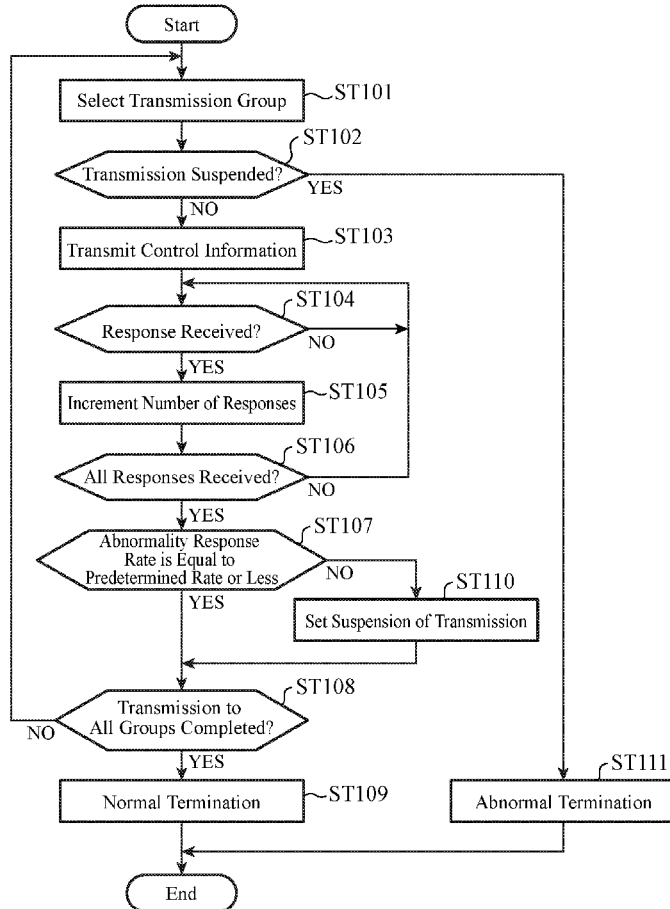 Start
Select Transmission Group
ST101
ST102
Transmission Suspended?
YES
NO
Transmit Control Information
ST103
ST104
Response Received?
NO
YES
Increment Number of Responses
ST105
ST106
All Responses Received?
NO
YES
ST107
Abnormality Response
Rate is Equal to
Predetermined Rate or Less
NO
YES
ST110
Set Suspension of Transmission
ST108
Transmission to
All Groups Completed?
NO
YES
Normal Termination
ST109
ST111
Abnormal Termination
End